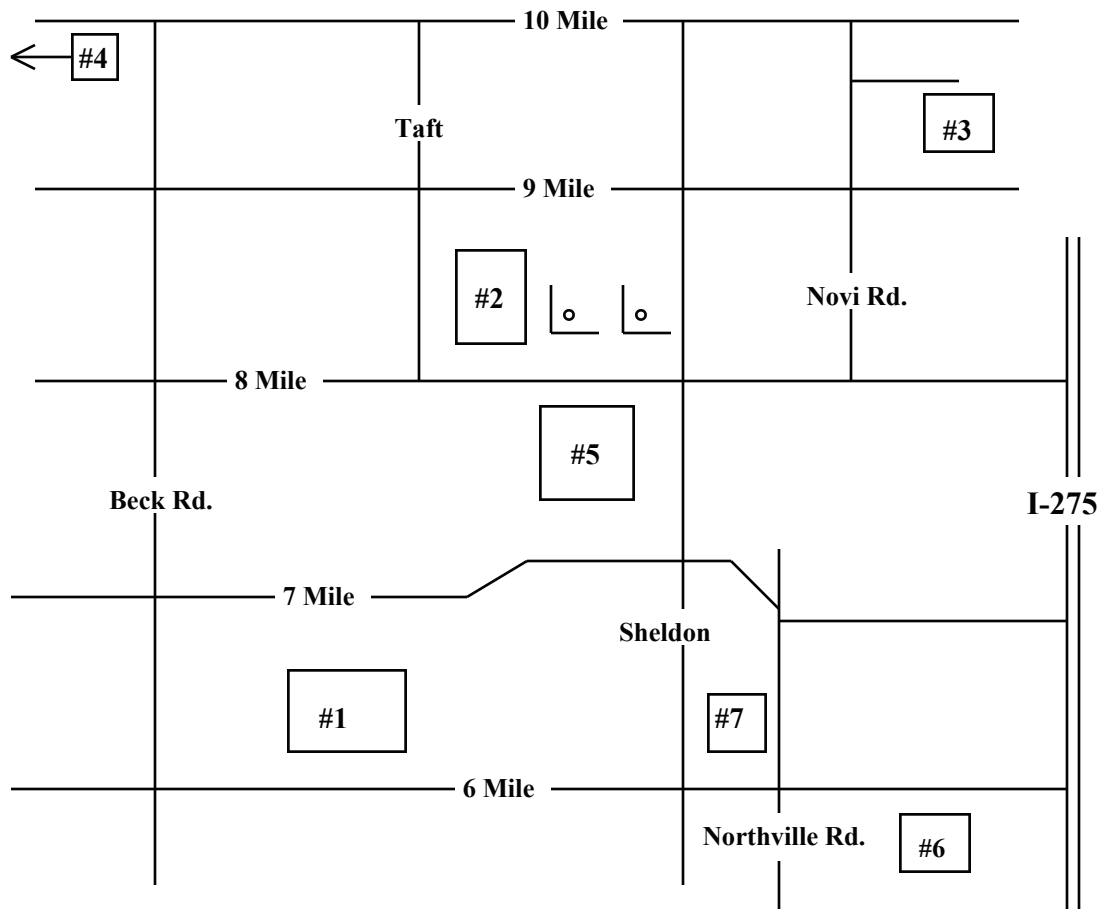 10 Mile
#4
Taft
#3
9 Mile
#2
Novi Rd.
8 Mile
#5
Beck Rd.
I-275
7 Mile
Sheldon
#1
#7
6 Mile
Northville Rd.
#6